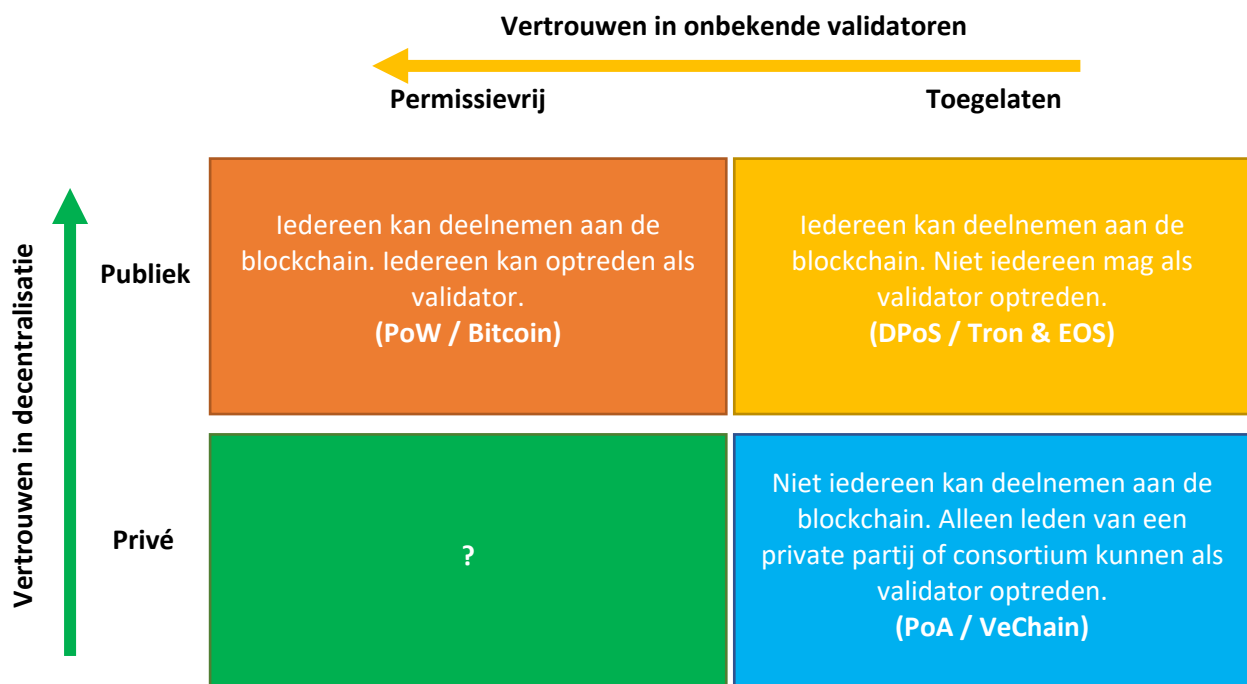 Vertrouwen in onbekende validatoren
Permissievrij
Toegelaten
Vertrouwen in decentralisatie
Publiek
Iedereen kan deelnemen aan de
blockchain. Iedereen kan optreden als
validator.
(PoW / Bitcoin)
Iedereen kan deelnemen aan de
blockchain. Niet iedereen mag als
validator optreden.
(DPoS / Tron & EOS)
Privé
?
Niet iedereen kan deelnemen aan de
blockchain. Alleen leden van een
private partij of consortium kunnen als
validator optreden.
(PoA / VeChain)